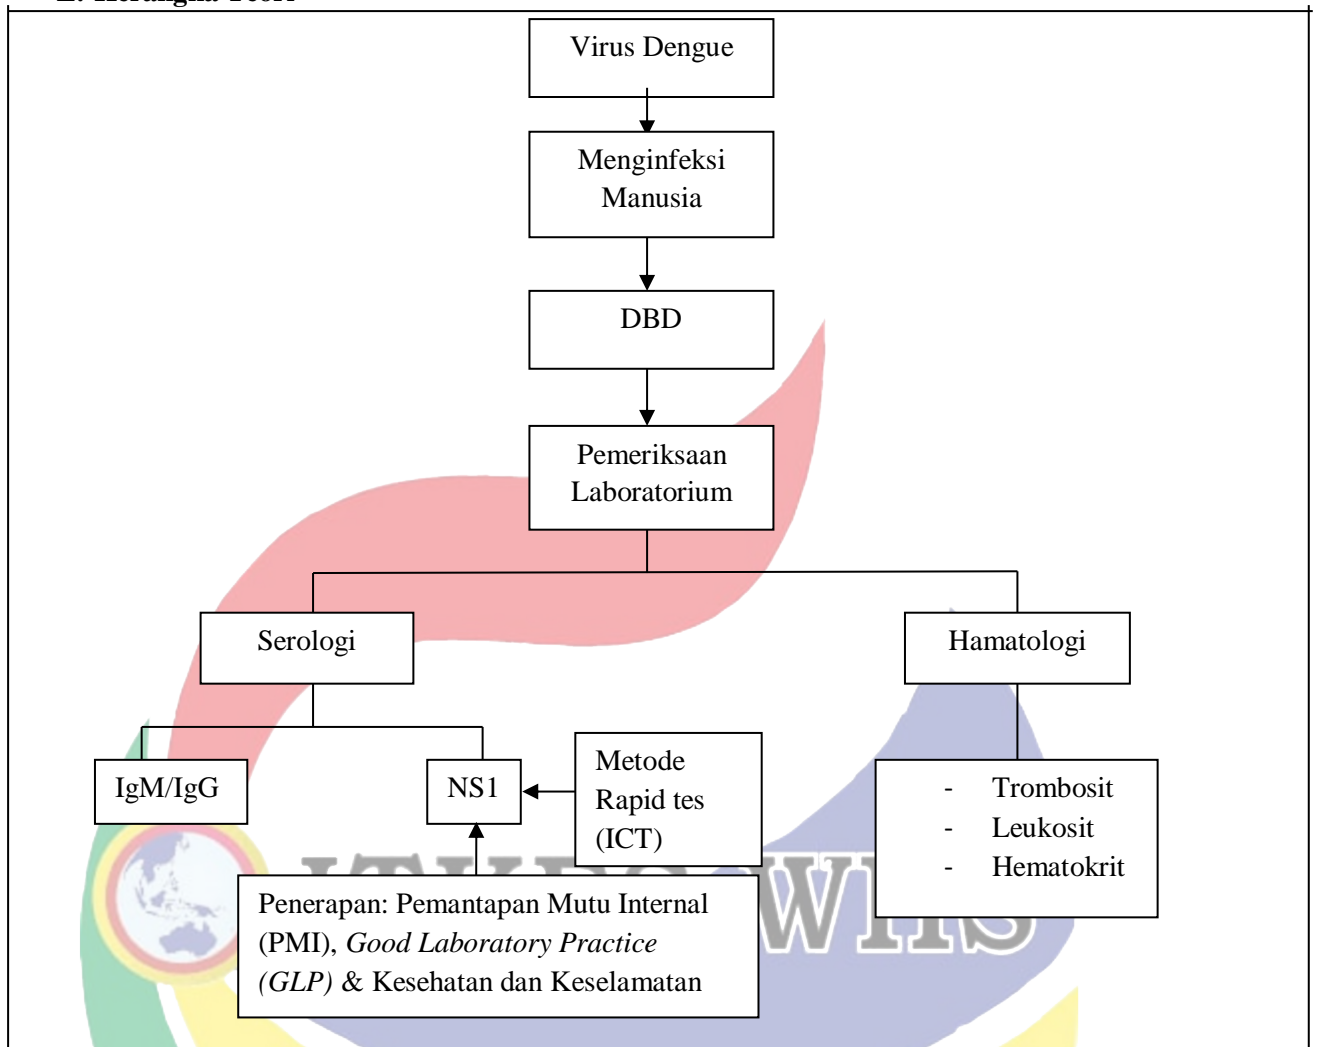 Virus Dengue
Menginfeksi
Manusia
DBD
Pemeriksaan
Laboratorium
Serologi
Hamatologi
IgM/IgG
NS1
Metode
Rapid tes
(ICT)
- Trombosit
- Leukosit
- Hematokrit
Penerapan: Pemantapan Mutu Internal
(PMI), Good Laboratory Practice
(GLP) & Kesehatan dan Keselamatan
WHS